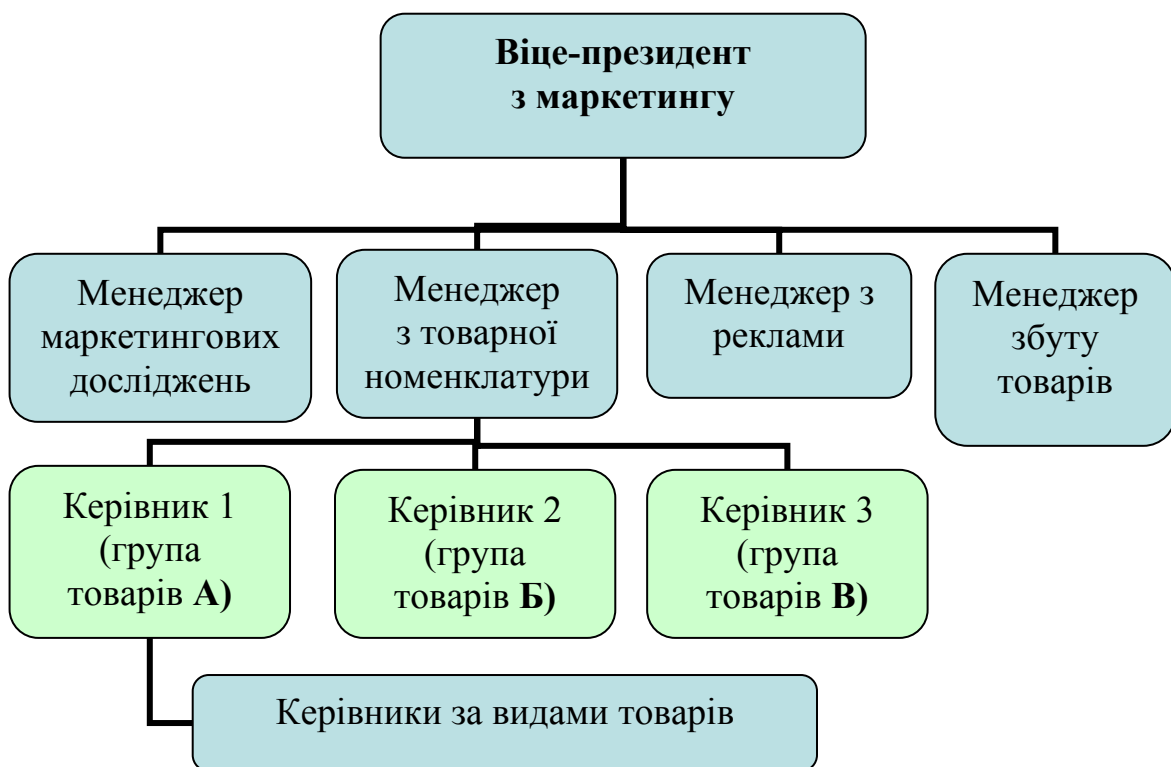 Віце-президент
з маркетингу
Менеджер
маркетингових
досліджень
Менеджер
з товарної
номенклатури
Менеджер з
реклами
Менеджер
збуту
товарів
Керівник 1
(група
товарів А)
Керівник 2
(група
товарів Б)
Керівник 3
(група
товарів В)
Керівники за видами товарів